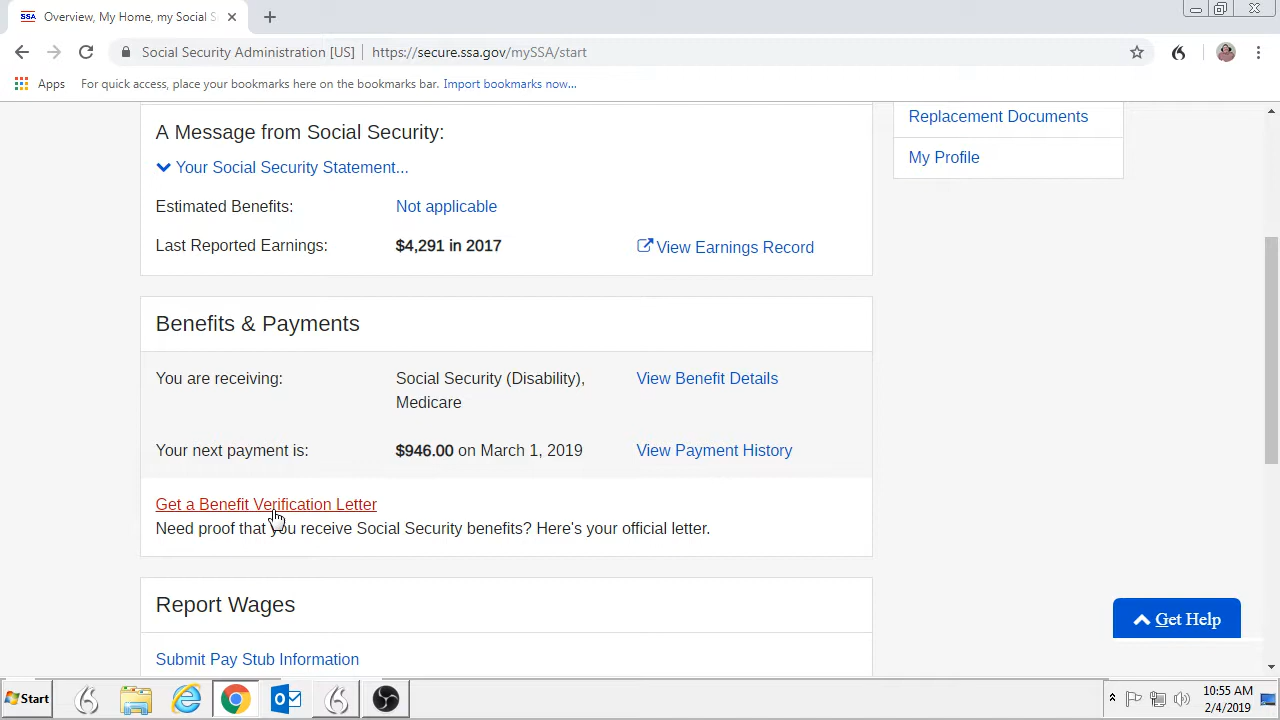 SSA Overview, My Home, my Social S
Social Security Administration [US] https://secure.ssa.gov/mySSA/start
Apps For quick access, place your bookmarks here on the bookmarks bar. Import bookmarks now...
Replacement Documents
My Profile
A Message from Social Security:
Your Social Security Statement...
Estimated Benefits: Not applicable
Last Reported Earnings: $4,291 in 2017 View Earnings Record
Benefits & Payments
You are receiving: Social Security (Disability), View Benefit Details
Medicare
Your next payment is: $946.00 on March 1, 2019 View Payment History
Get a Benefit Verification Letter
Need proof that you receive Social Security benefits? Here's your official letter.
Report Wages
Get Help
Submit Pay Stub Information
Start
10:55 AM
2/4/2019